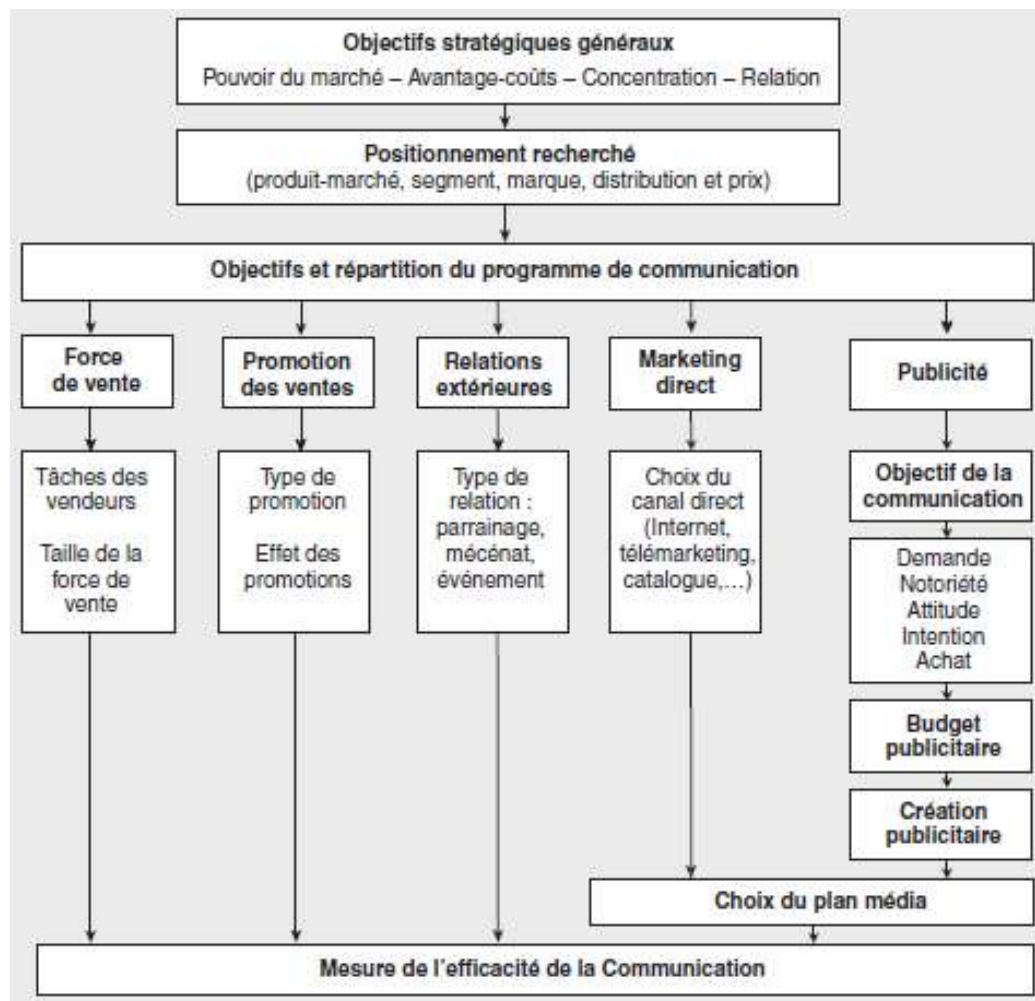 Objectifs stratégiques généraux
Pouvoir du marché – Avantage-coûts – Concentration – Relation
Positionnement recherché
(produit-marché, segment, marque, distribution et prix)
Objectifs et répartition du programme de communication
Force
de vente
Promotion
des ventes
Relations
extérieures
Marketing
direct
Publicité
Tâches des
vendeurs
Taille de la
force de
vente
Type de
promotion
Effet des
promotions
Type de
relation :
parrainage,
mécénat,
événement
Choix du
canal direct
(Internet,
télémarketing,
catalogue,…)
Objectif de la
communication
Demande
Notoriété
Attitude
Intention
Achat
Budget
publicitaire
Création
publicitaire
Choix du plan média
Mesure de l'efficacité de la Communication